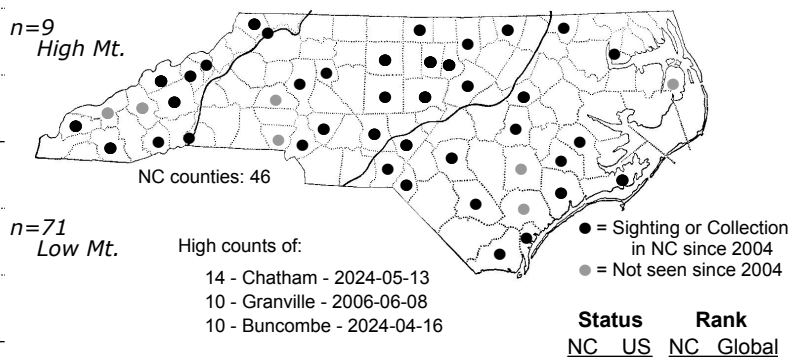 n=9
High Mt.
NC counties: 46
n=71
Low Mt.
High counts of:
14 - Chatham - 2024-05-13
10 - Granville - 2006-06-08
10 - Buncombe - 2024-04-16
● = Sighting or Collection
in NC since 2004
● = Not seen since 2004
Status Rank
NC US NC Global